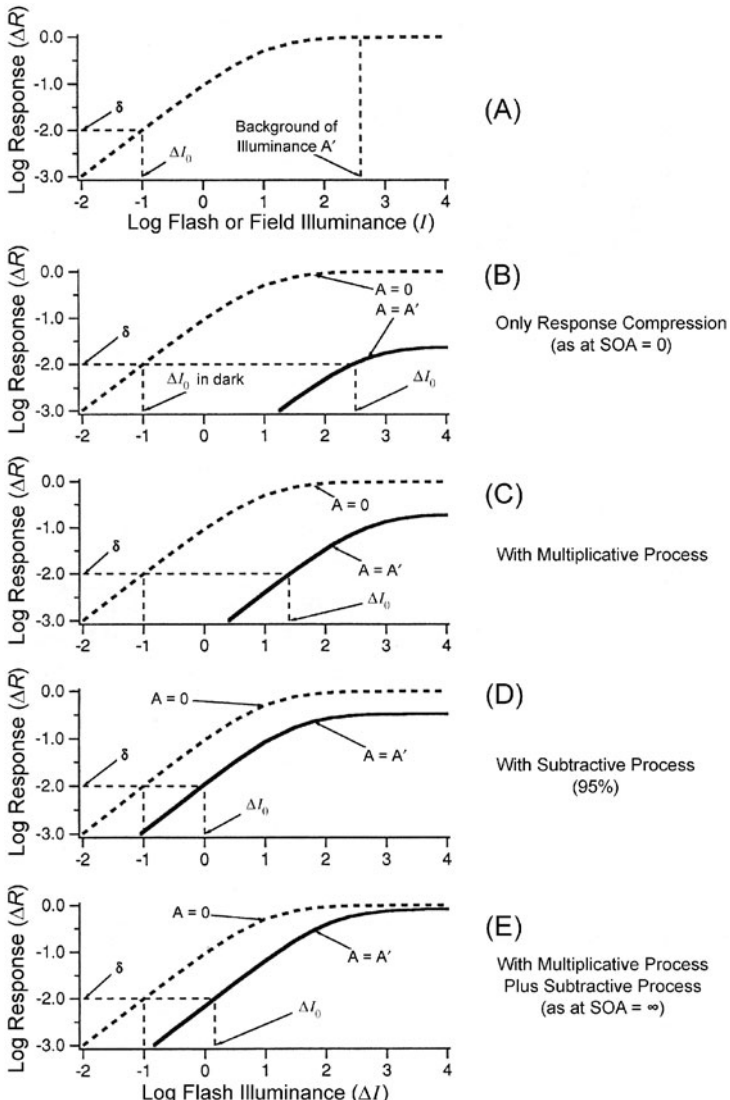 Log Response (ΔR)
0.0
-1.0
-2.0
-3.0
δ
ΔI₀
Background of
Illuminance A′
-2 -1 0 1 2 3 4
Log Flash or Field Illuminance (I)
(A)
Log Response (ΔR)
0.0
-1.0
-2.0
-3.0
δ
A = 0
A = A′
ΔI₀ in dark
ΔI₀
-2 -1 0 1 2 3 4
(B)
Only Response Compression
(as at SOA = 0)
Log Response (ΔR)
0.0
-1.0
-2.0
-3.0
δ
A = 0
A = A′
ΔI₀
-2 -1 0 1 2 3 4
(C)
With Multiplicative Process
Log Response (ΔR)
0.0
-1.0
-2.0
-3.0
δ
A = 0
A = A′
ΔI₀
-2 -1 0 1 2 3 4
(D)
With Subtractive Process
(95%)
Log Response (ΔR)
0.0
-1.0
-2.0
-3.0
δ
A = 0
A = A′
ΔI₀
-2 -1 0 1 2 3 4
Log Flash Illuminance (ΔI)
(E)
With Multiplicative Process
Plus Subtractive Process
(as at SOA = ∞)